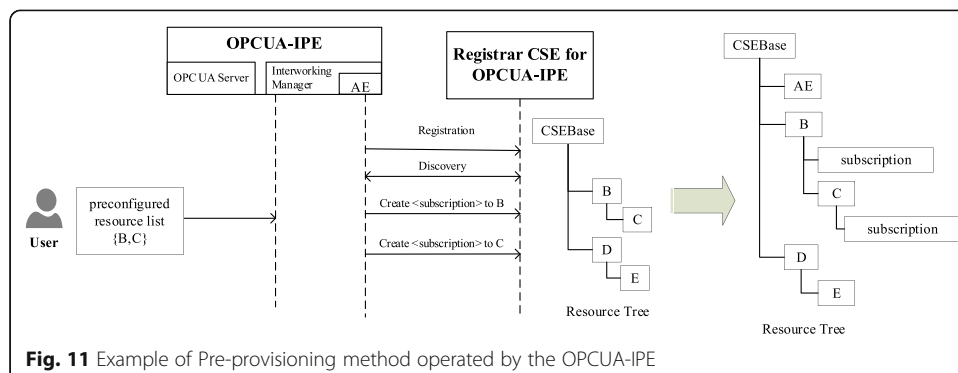 OPCUA-IPE
OPCUA Server
Interworking
Manager
AE
Registrar CSE for
OPCUA-IPE
Registration
Discovery
Create <subscription> to B
Create <subscription> to C
User
preconfigured
resource list
{B,C}
CSEBase
B
C
D
E
Resource Tree
CSEBase
AE
B
subscription
C
subscription
D
E
Resource Tree
Fig. 11 Example of Pre-provisioning method operated by the OPCUA-IPE